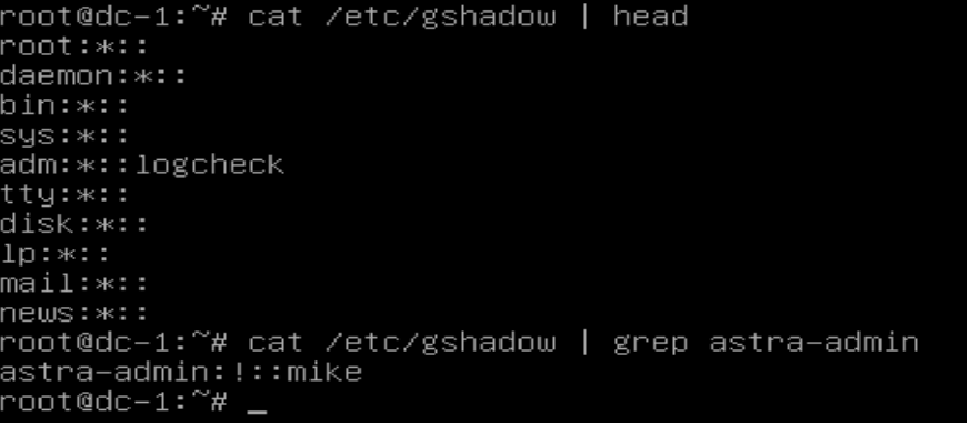 root@dc-1:~# cat /etc/gshadow | head
root:*::
daemon:*::
bin:*::
sys:*::
adm:*::logcheck
tty:*::
disk:*::
lp:*::
mail:*::
news:*::
root@dc-1:~# cat /etc/gshadow | grep astra-admin
astra-admin:!::mike
root@dc-1:~# _